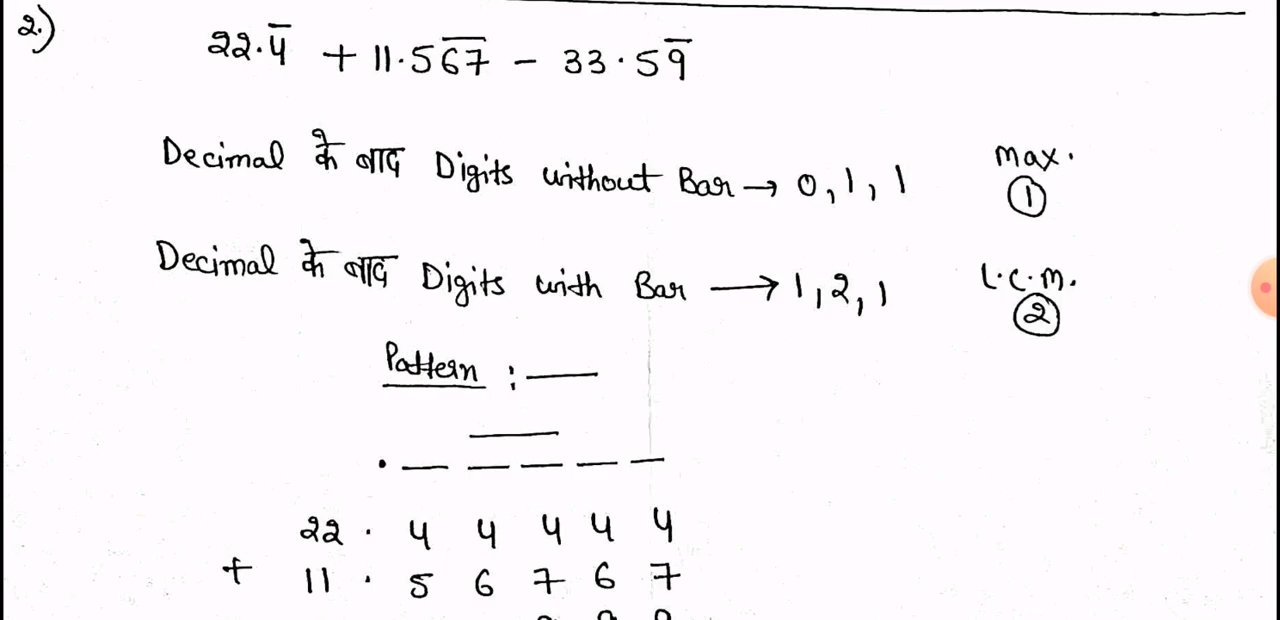 2.)
22.4̅ + 11.56̅7̅ - 33.59̅
Decimal के बाद Digits without Bar → 0, 1, 1 max. 1
Decimal के बाद Digits with Bar → 1, 2, 1 L.C.M. 2
Pattern : —
. _ _ _ _ _
22 . 4 4 4 4 4
+ 11 . 5 6 7 6 7